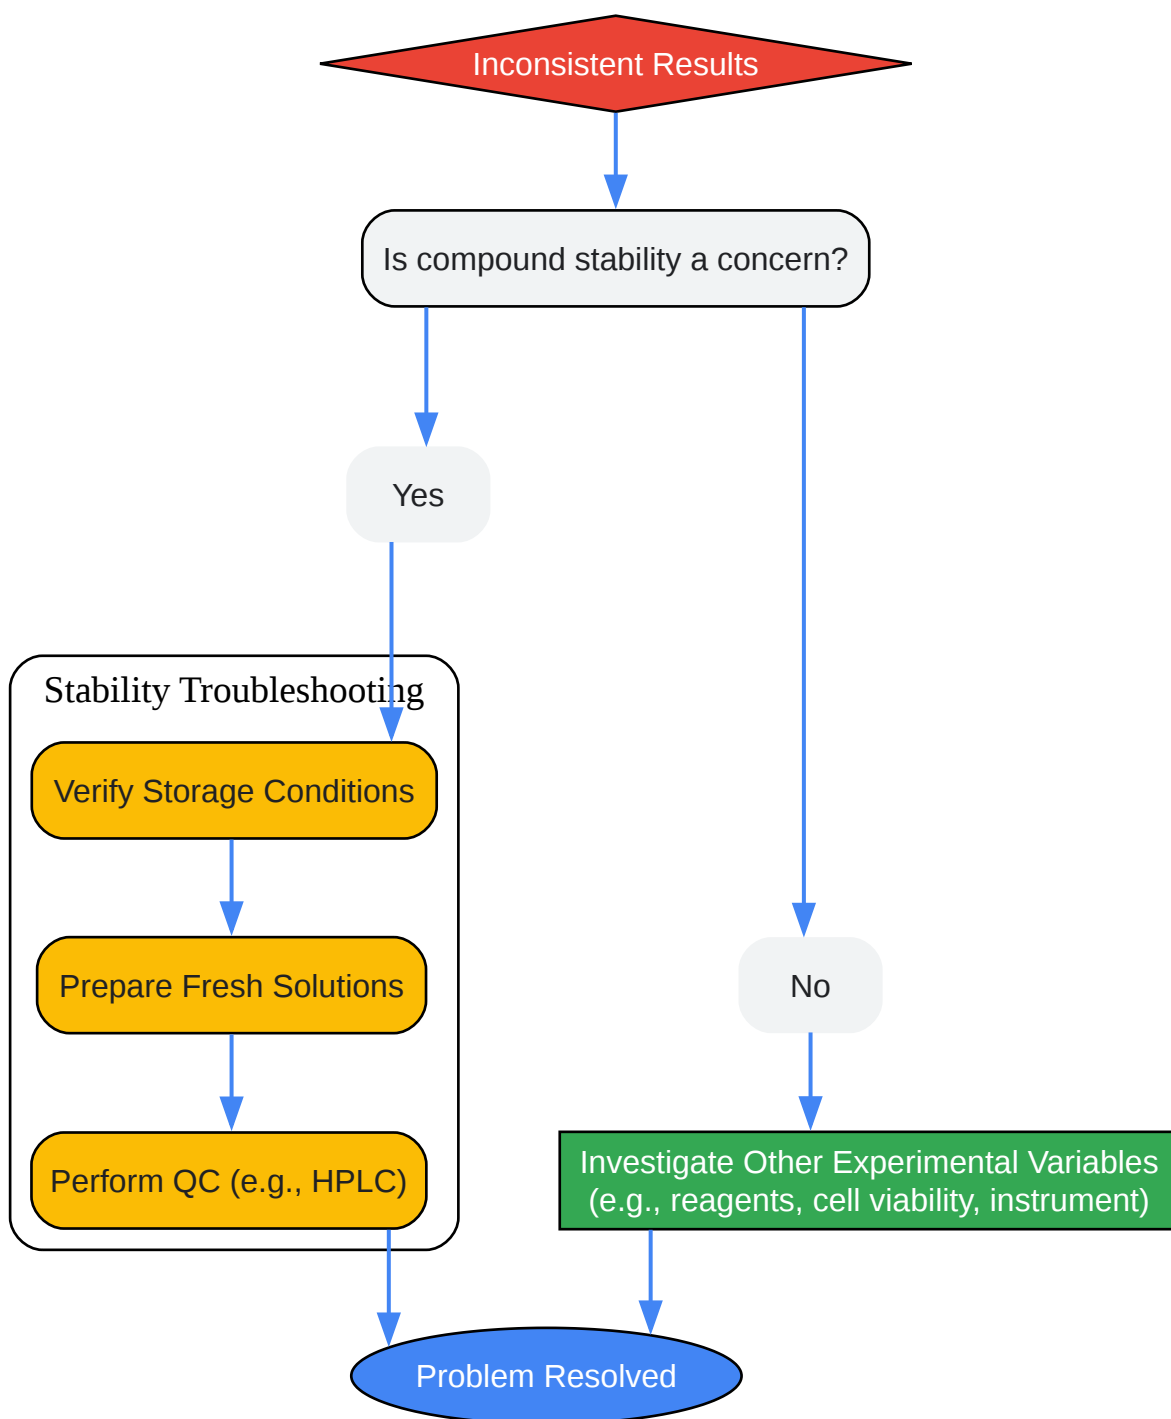 Inconsistent Results
Is compound stability a concern?
Yes
Stability Troubleshooting
Verify Storage Conditions
Prepare Fresh Solutions
No
Perform QC (e.g., HPLC)
Investigate Other Experimental Variables
(e.g., reagents, cell viability, instrument)
Problem Resolved